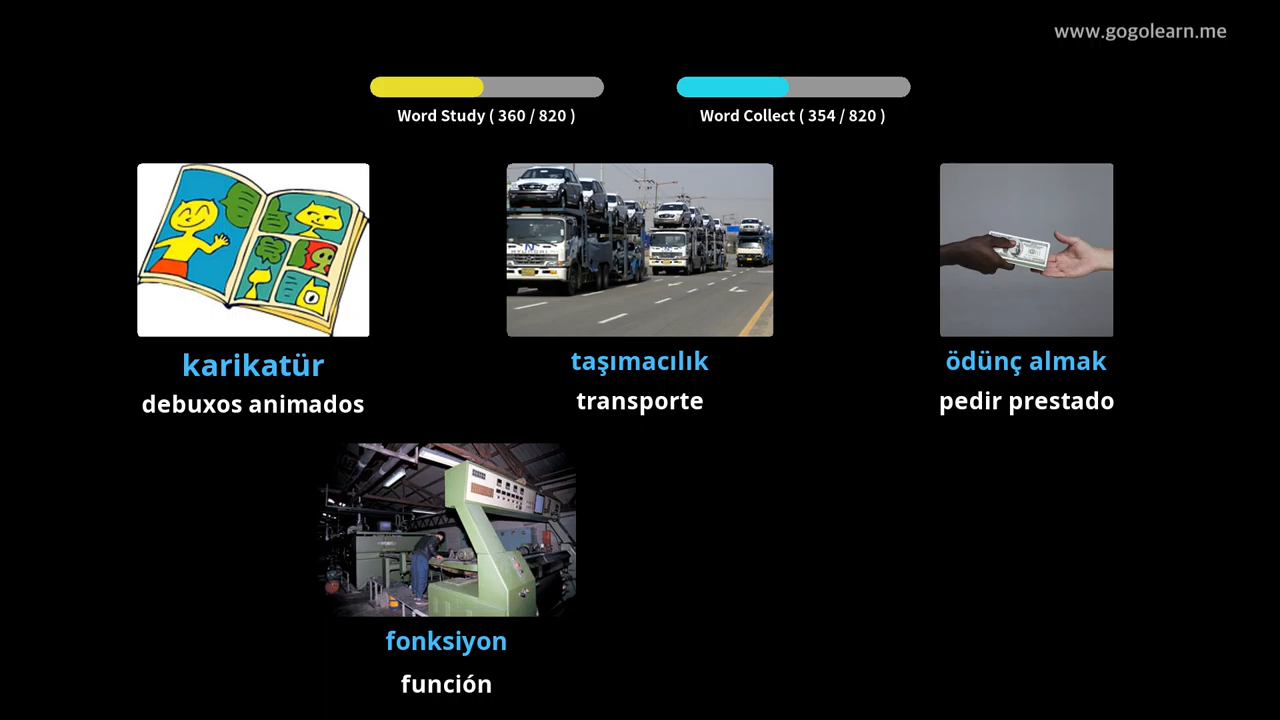 www.gogolearn.me
Word Study ( 360 / 820 )
Word Collect ( 354 / 820 )
karikatür
debuxos animados
taşımacılık
transporte
ödünç almak
pedir prestado
fonksiyon
función